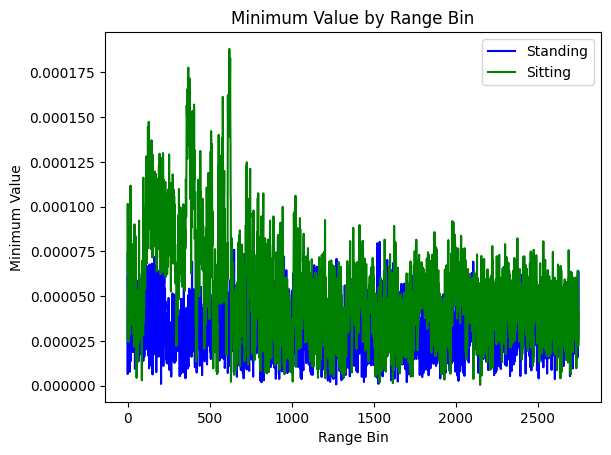 Minimum Value by Range Bin
Standing
Sitting
Minimum Value
0.000175
0.000150
0.000125
0.000100
0.000075
0.000050
0.000025
0.000000
0 500 1000 1500 2000 2500
Range Bin